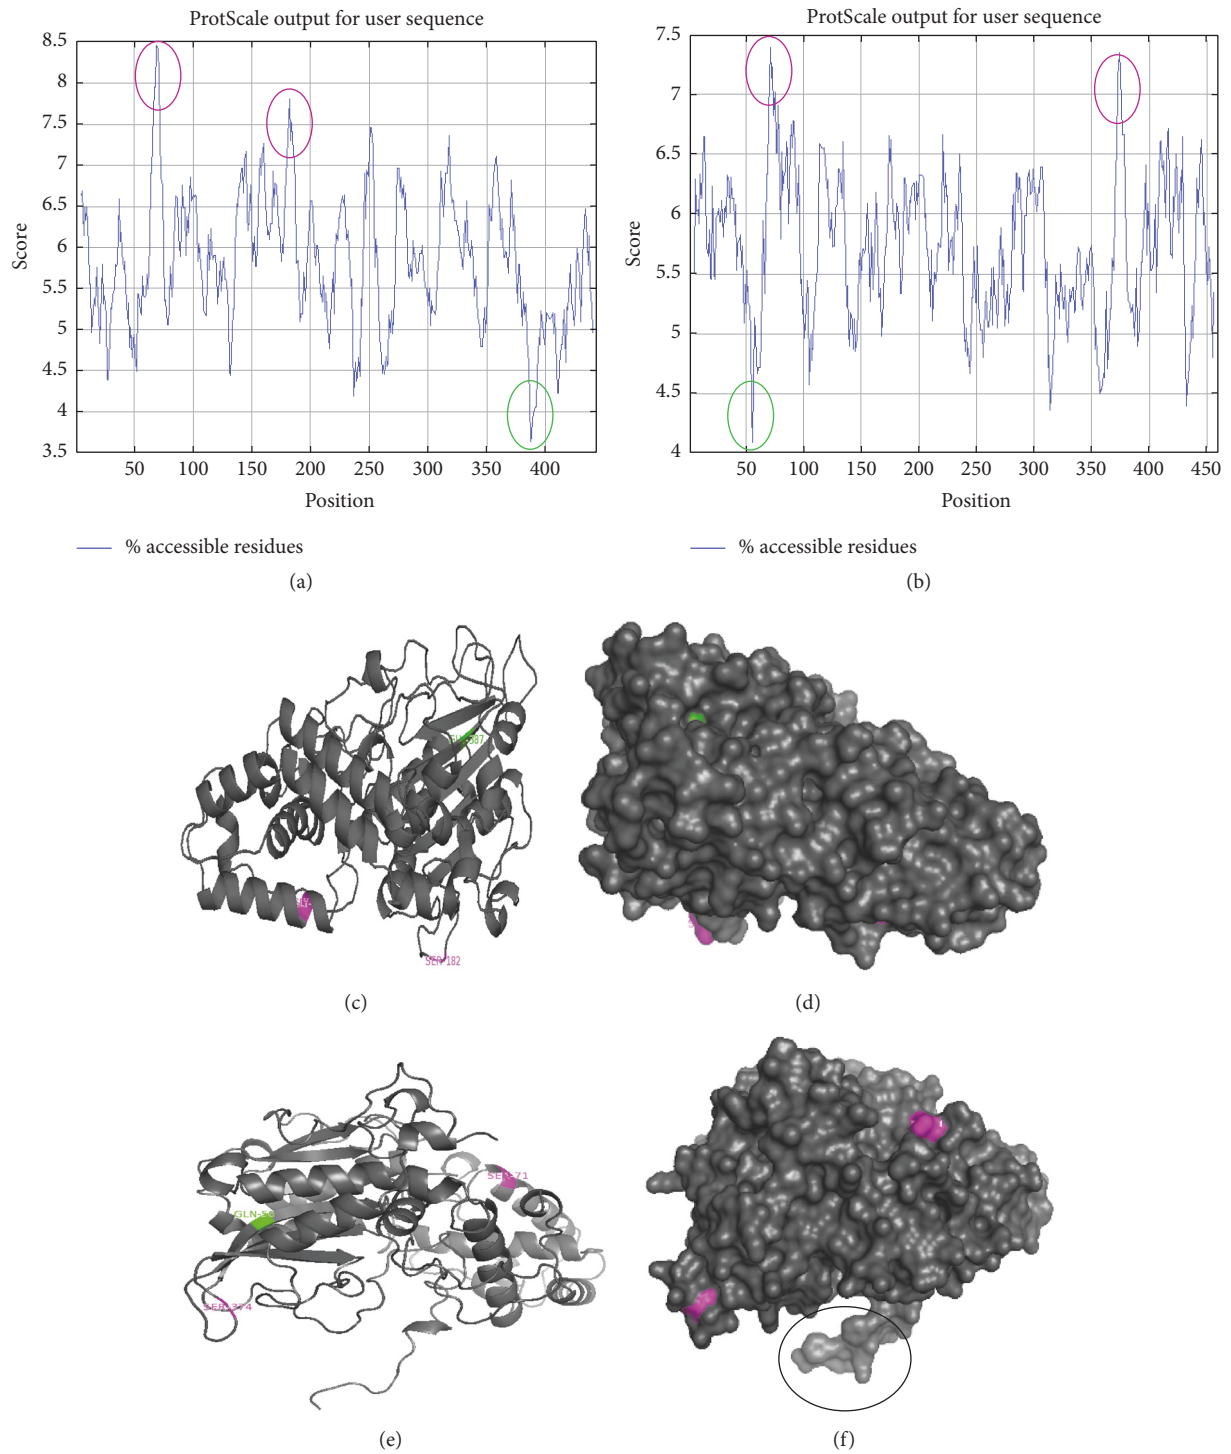 ProtScale output for user sequence
8.5
8
7.5
7
6.5
6
5.5
5
4.5
4
3.5
Score
50 100 150 200 250 300 350 400
Position
% accessible residues
(a)
ProtScale output for user sequence
7.5
7
6.5
6
5.5
5
4.5
4
Score
50 100 150 200 250 300 350 400 450
Position
% accessible residues
(b)
SER-182
(c)
(d)
SER-71
SER-374
(e)
(f)